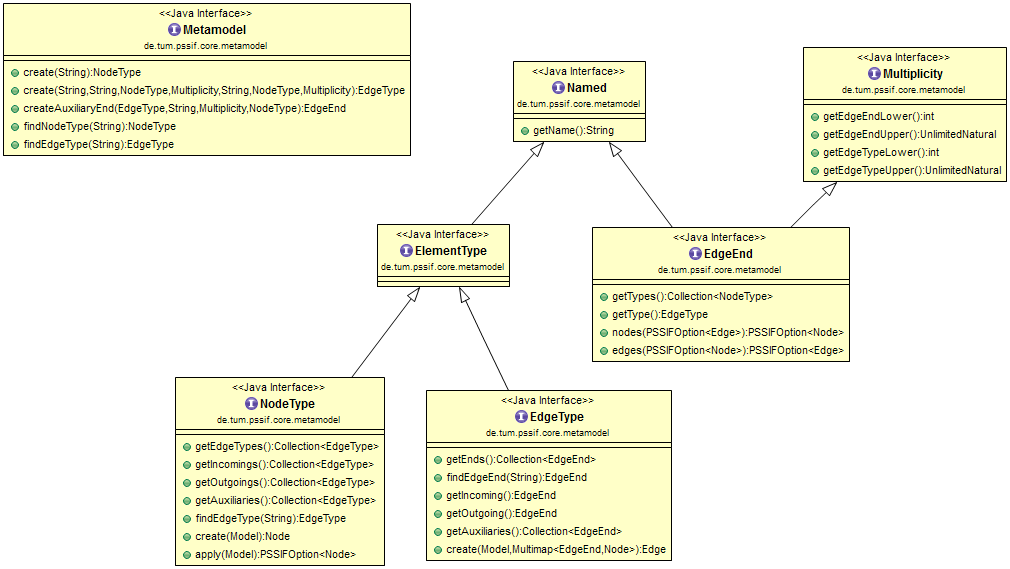 <<Java Interface>>
Metamodel
de.tum.pssif.core.metamodel
create(String):NodeType
create(String,String,NodeType,Multiplicity,String,NodeType,Multiplicity):EdgeType
createAuxiliaryEnd(EdgeType,String,Multiplicity,NodeType):EdgeEnd
findNodeType(String):NodeType
findEdgeType(String):EdgeType
<<Java Interface>>
Named
de.tum.pssif.core.metamodel
getName():String
<<Java Interface>>
Multiplicity
de.tum.pssif.core.metamodel
getEdgeEndLower():int
getEdgeEndUpper():UnlimitedNatural
getEdgeTypeLower():int
getEdgeTypeUpper():UnlimitedNatural
<<Java Interface>>
ElementType
de.tum.pssif.core.metamodel
<<Java Interface>>
EdgeEnd
de.tum.pssif.core.metamodel
getTypes():Collection<NodeType>
getType():EdgeType
nodes(PSSIFOption<Edge>):PSSIFOption<Node>
edges(PSSIFOption<Node>):PSSIFOption<Edge>
<<Java Interface>>
NodeType
de.tum.pssif.core.metamodel
getEdgeTypes():Collection<EdgeType>
getIncomings():Collection<EdgeType>
getOutgoings():Collection<EdgeType>
getAuxiliaries():Collection<EdgeType>
findEdgeType(String):EdgeType
create(Model):Node
apply(Model):PSSIFOption<Node>
<<Java Interface>>
EdgeType
de.tum.pssif.core.metamodel
getEnds():Collection<EdgeEnd>
findEdgeEnd(String):EdgeEnd
getIncoming():EdgeEnd
getOutgoing():EdgeEnd
getAuxiliaries():Collection<EdgeEnd>
create(Model,Multimap<EdgeEnd,Node>):Edge